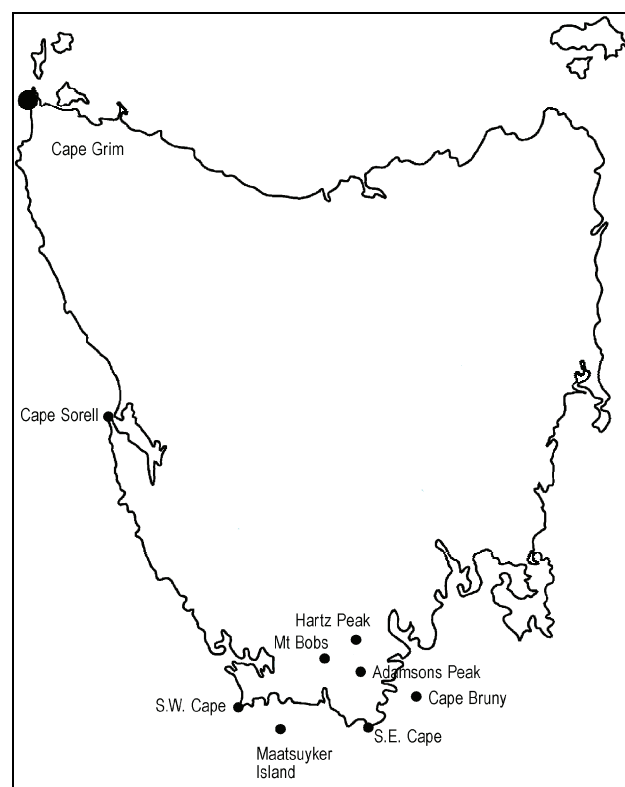 Cape Grim
Cape Sorell
Hartz Peak
Mt Bobs
Adamsons Peak
Cape Bruny
S.W. Cape
S.E. Cape
Maatsuyker
Island